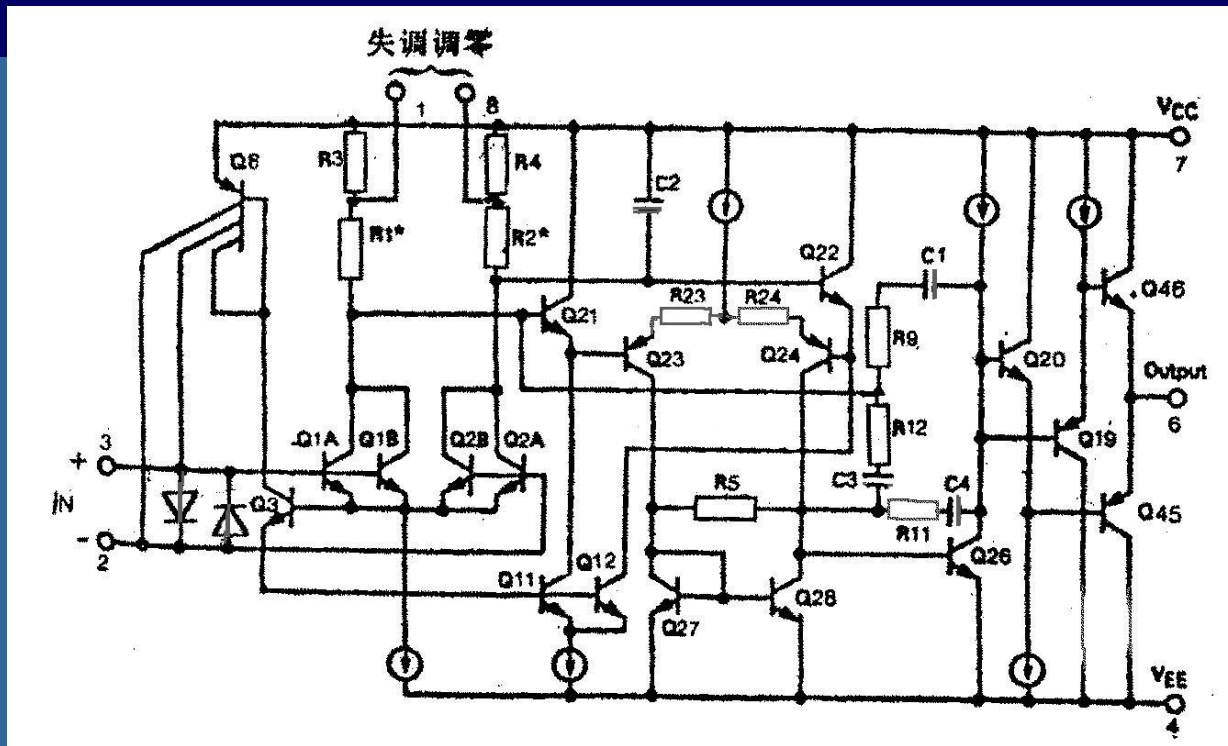 失调调零
1
8
VCC
7
Q6
R3
R4
C2
R1*
R2*
Q22
C1
Q21
R23
R24
Q46
Q23
Q24
R9
Q20
Output
6
R12
Q19
3
+
Q1A
Q1B
Q2B
Q2A
IN
Q3
R5
C3
C4
R11
Q45
-
2
Q26
Q11
Q12
Q27
Q28
VEE
4